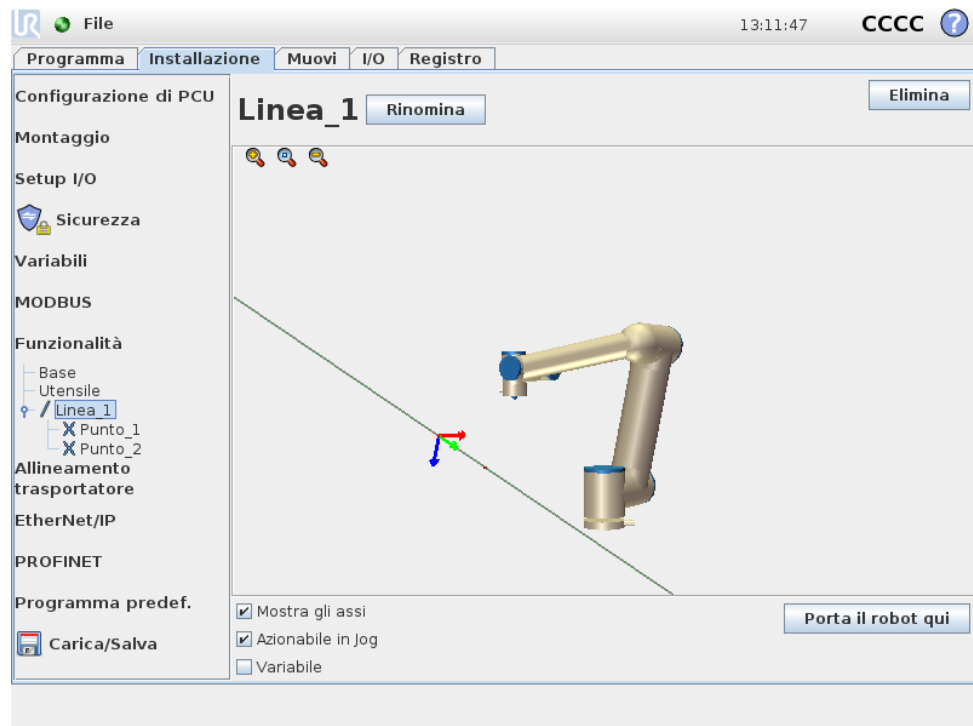 UR File 13:11:47 CCCC ?
Programma Installazione Muovi I/O Registro
Configurazione di PCU
Montaggio
Setup I/O
Sicurezza
Variabili
MODBUS
Funzionalità
Base
Utensile
Linea_1
Punto_1
Punto_2
Allineamento
trasportatore
EtherNet/IP
PROFINET
Programma predef.
Carica/Salva
Linea_1 Rinomina Elimina
Mostra gli assi
Azionabile in Jog
Variabile
Porta il robot qui